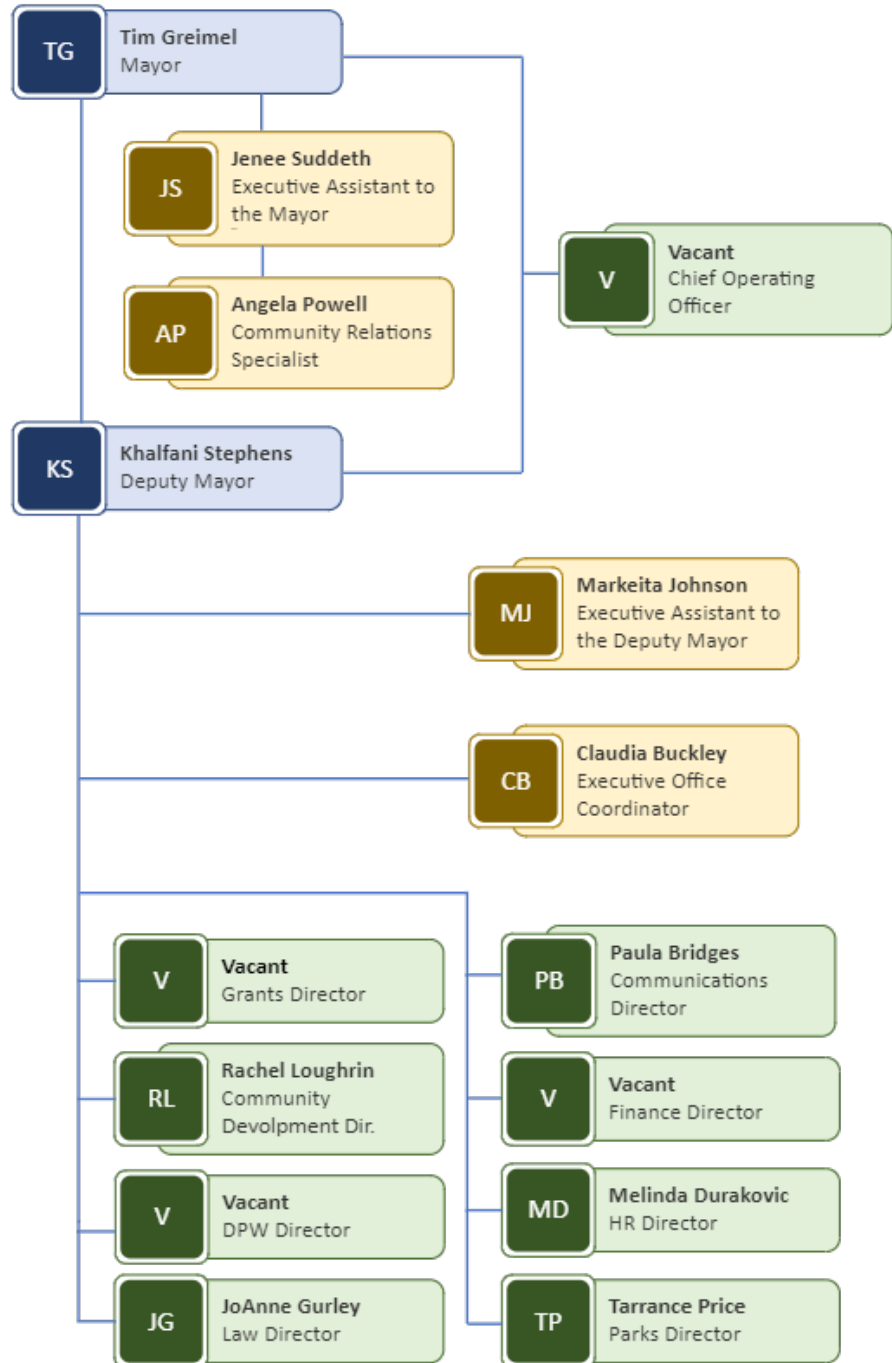 TG
Tim Greimel
Mayor
JS
Jenee Suddeth
Executive Assistant to
the Mayor
AP
Angela Powell
Community Relations
Specialist
V
Vacant
Chief Operating
Officer
KS
Khalfani Stephens
Deputy Mayor
MJ
Markeita Johnson
Executive Assistant to
the Deputy Mayor
CB
Claudia Buckley
Executive Office
Coordinator
V
Vacant
Grants Director
PB
Paula Bridges
Communications
Director
RL
Rachel Loughrin
Community
Devolpment Dir.
V
Vacant
Finance Director
V
Vacant
DPW Director
MD
Melinda Durakovic
HR Director
JG
JoAnne Gurley
Law Director
TP
Tarrance Price
Parks Director